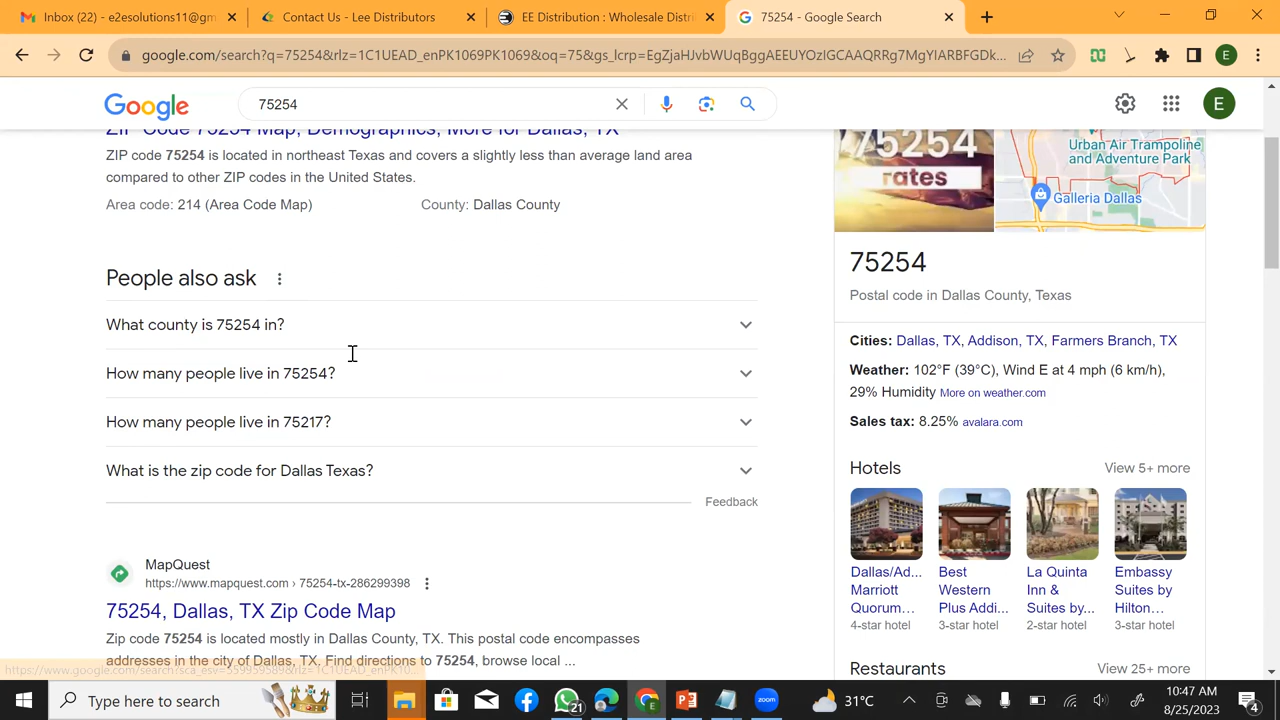 Inbox (22) - e2esolutions11@gm
Contact Us - Lee Distributors
EE Distribution : Wholesale Distri
75254 - Google Search
google.com/search?q=75254&rlz=1C1UEAD_enPK1069PK1069&oq=75&gs_lcrp=EgZjaHJvbWUqBggAEEUYOzIGCAAQRRg7MgYIARBFGDk...
E
Google
75254
E
ZIP Code 75254 Map, Demographics, More for Dallas, TX
ZIP code 75254 is located in northeast Texas and covers a slightly less than average land area
compared to other ZIP codes in the United States.
Area code: 214 (Area Code Map)
County: Dallas County
People also ask
What county is 75254 in?
How many people live in 75254?
How many people live in 75217?
What is the zip code for Dallas Texas?
Feedback
MapQuest
https://www.mapquest.com › 75254-tx-286299398
75254, Dallas, TX Zip Code Map
Zip code 75254 is located mostly in Dallas County, TX. This postal code encompasses
addresses in the city of Dallas, TX. Find directions to 75254, browse local ...
75254
rates
Urban Air Trampoline
and Adventure Park
Galleria Dallas
75254
Postal code in Dallas County, Texas
Cities: Dallas, TX, Addison, TX, Farmers Branch, TX
Weather: 102°F (39°C), Wind E at 4 mph (6 km/h),
29% Humidity More on weather.com
Sales tax: 8.25% avalara.com
Hotels
View 5+ more
Dallas/Ad...
Marriott
Quorum...
4-star hotel
Best
Western
Plus Addi...
3-star hotel
La Quinta
Inn &
Suites by...
2-star hotel
Embassy
Suites by
Hilton...
3-star hotel
Restaurants
View 25+ more
Type here to search
21
31°C
10:47 AM
8/25/2023
4